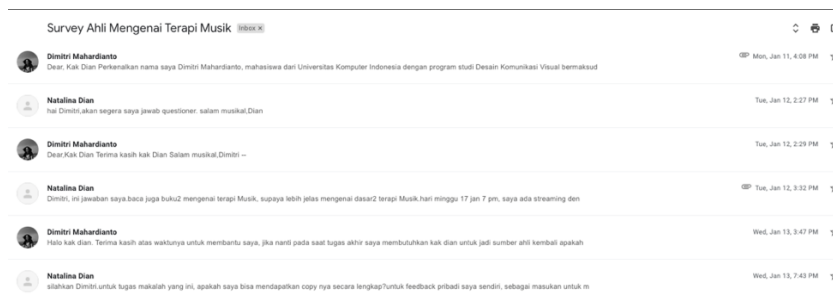 Survey Ahli Mengenai Terapi Musik Inbox ×
Dimitri Mahardianto Mon, Jan 11, 4:08 PM
Dear, Kak Dian Perkenalkan nama saya Dimitri Mahardianto, mahasiswa dari Universitas Komputer Indonesia dengan program studi Desain Komunikasi Visual bermaksud
Natalina Dian Tue, Jan 12, 2:27 PM
hai Dimitri,akan segera saya jawab questioner. salam musikal,Dian
Dimitri Mahardianto Tue, Jan 12, 2:29 PM
Dear,Kak Dian Terima kasih kak Dian Salam musikal,Dimitri --
Natalina Dian Tue, Jan 12, 3:32 PM
Dimitri, ini jawaban saya.baca juga buku2 mengenai terapi Musik, supaya lebih jelas mengenai dasar2 terapi Musik.hari minggu 17 jan 7 pm, saya ada streaming den
Dimitri Mahardianto Wed, Jan 13, 3:47 PM
Halo kak dian. Terima kasih atas waktunya untuk membantu saya, jika nanti pada saat tugas akhir saya membutuhkan kak dian untuk jadi sumber ahli kembali apakah
Natalina Dian Wed, Jan 13, 7:43 PM
silahkan Dimitri.untuk tugas makalah yang ini, apakah saya bisa mendapatkan copy nya secara lengkap?untuk feedback pribadi saya sendiri, sebagai masukan untuk m